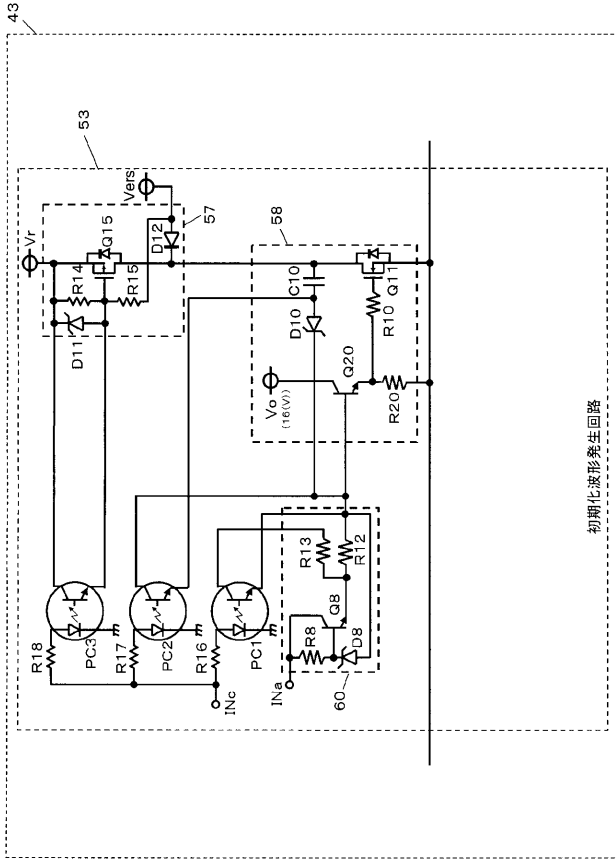 43
53
Vr
Vers
Q15
57
R14
R15
D12
D11
58
C10
D10
Q11
R10
Q20
Vo
(16(V))
R20
R18
PC3
R17
PC2
R16
PC1
INc
INa
R13
R12
Q8
R8
D8
60
初期化波形発生回路